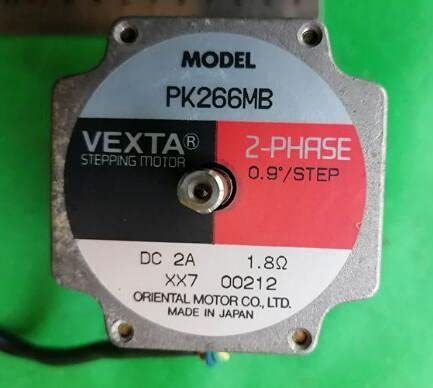 MODEL
PK266MB
VEXTA® 2-PHASE
STEPPING MOTOR 0.9°/STEP
DC 2A 1.8Ω
XX7 00212
ORIENTAL MOTOR CO., LTD.
MADE IN JAPAN